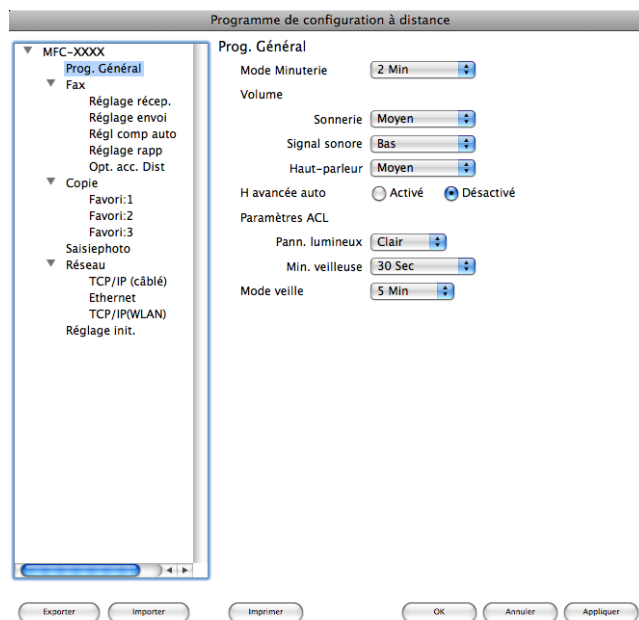 Programme de configuration à distance
MFC-XXXX
Prog. Général
Fax
Réglage récep.
Réglage envoi
Régl comp auto
Réglage rapp
Opt. acc. Dist
Copie
Favori:1
Favori:2
Favori:3
Saisiephoto
Réseau
TCP/IP (câblé)
Ethernet
TCP/IP(WLAN)
Réglage init.
Prog. Général
Mode Minuterie 2 Min
Volume
Sonnerie Moyen
Signal sonore Bas
Haut-parleur Moyen
H avancée auto Activé Désactivé
Paramètres ACL
Pann. lumineux Clair
Min. veilleuse 30 Sec
Mode veille 5 Min
Exporter Importer Imprimer OK Annuler Appliquer